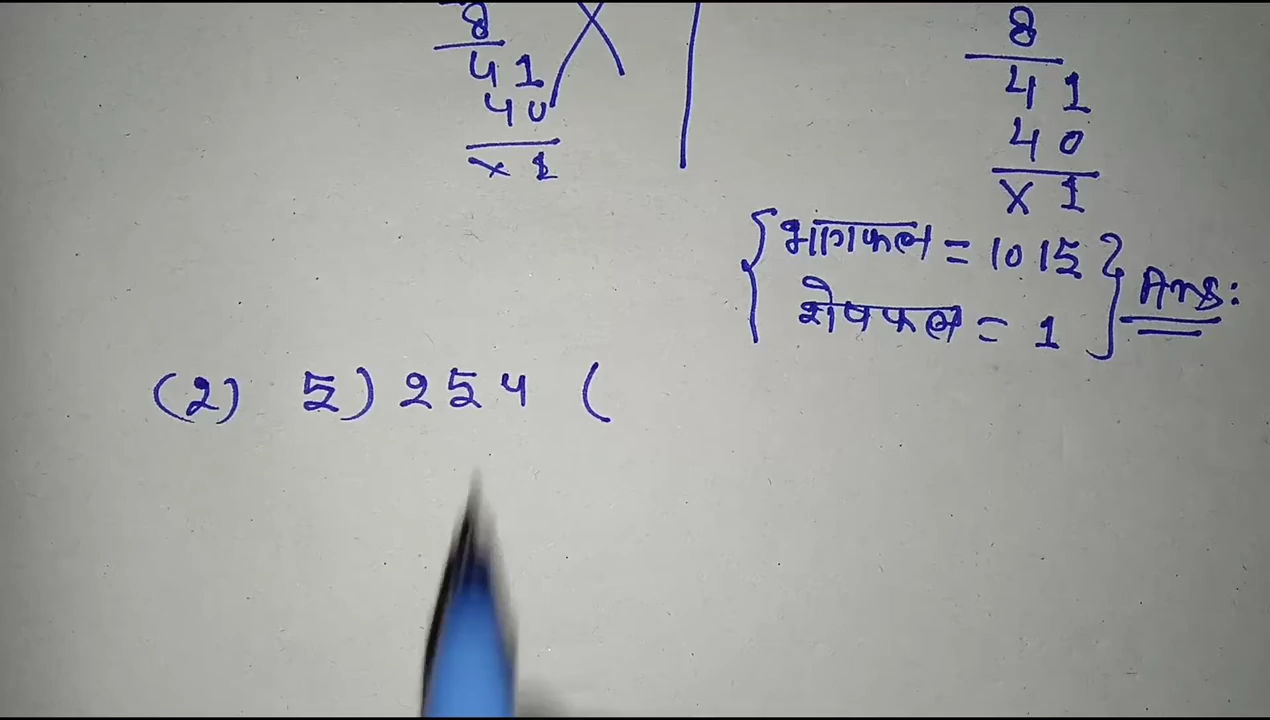 8
41
40
× 1
8
41
40
× 1
{ भागफल = 1015 } Ans:
शेषफल = 1
(2) 5) 254 (